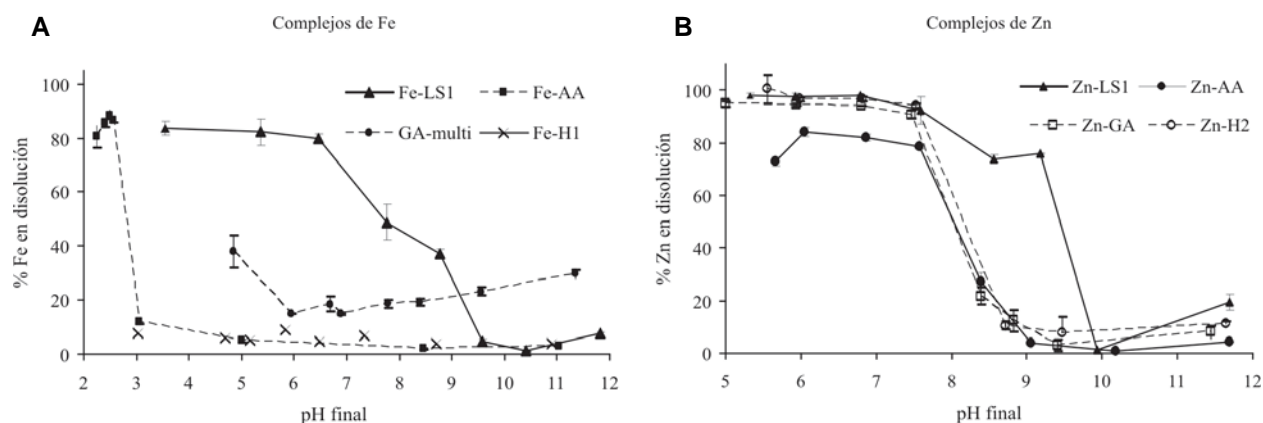 A
Complejos de Fe
100
80
60
40
20
0
% Fe en disolución
Fe-LS1
Fe-AA
GA-multi
Fe-H1
2 3 4 5 6 7 8 9 10 11 12
pH final
B
Complejos de Zn
100
80
60
40
20
0
% Zn en disolución
Zn-LS1
Zn-AA
Zn-GA
Zn-H2
5 6 7 8 9 10 11 12
pH final